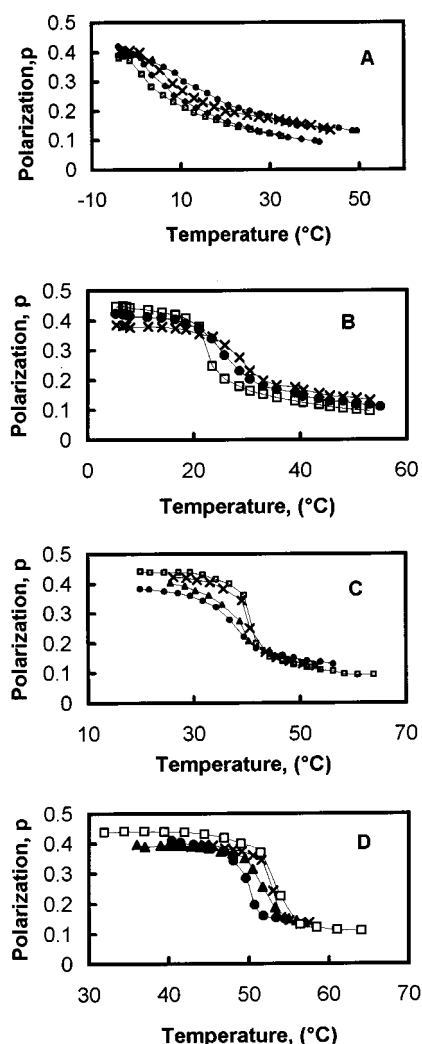 0.5
0.4
0.3
0.2
0.1
0
Polarization,p
A
-10 10 30 50
Temperature (°C)
0.5
0.4
0.3
0.2
0.1
0
Polarization, p
B
0 20 40 60
Temperature, (°C)
0.5
0.4
0.3
0.2
0.1
0
Polarization, p
C
10 30 50 70
Temperature, (°C)
0.5
0.4
0.3
0.2
0.1
0
Polarization, p
D
30 40 50 60 70
Temperature, (°C)